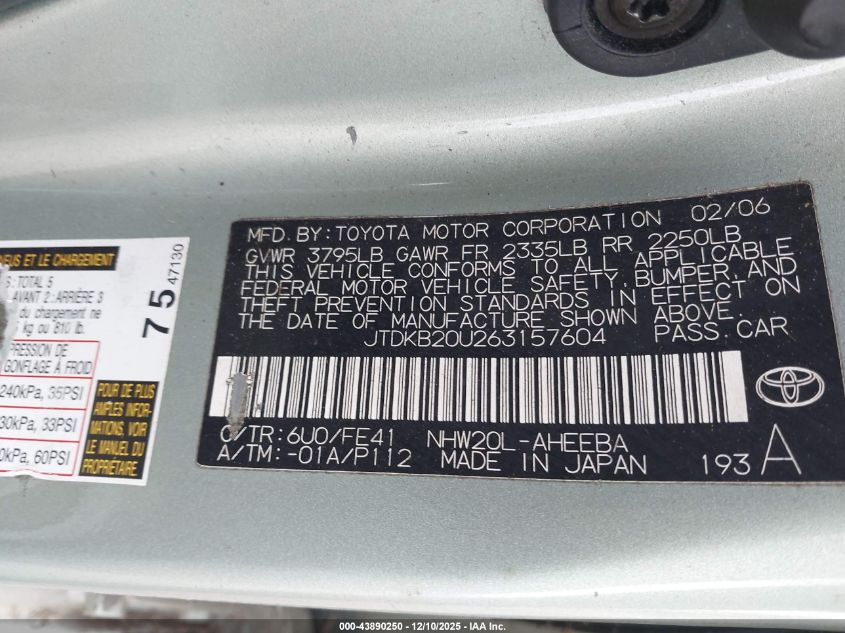 NEUS ET LE CHARGEMENT
S : TOTAL 5
AVANT 2 : ARRIÈRE 3
du chargement ne
kg ou 810 lb.
PRESSION DE
GONFLAGE À FROID
240kPa, 35PSI
30kPa, 33PSI
0kPa, 60PSI
POUR DE PLUS
AMPLES INFOR-
MATIONS, VOIR
LE MANUEL DU
75
47130
MFD. BY: TOYOTA MOTOR CORPORATION 02/06
GVWR 3795LB GAWR FR 2335LB RR 2250LB
THIS VEHICLE CONFORMS TO ALL APPLICABLE
FEDERAL MOTOR VEHICLE SAFETY, BUMPER, AND
THEFT PREVENTION STANDARDS IN EFFECT ON
THE DATE OF MANUFACTURE SHOWN ABOVE.
JTDKB20U263157604 PASS. CAR
C/TR: 6U0/FE41 NHW20L-AHEEBA
A/TM: -01A/P112 MADE IN JAPAN 193 A
000-43890250 - 12/10/2025 - IAA Inc.